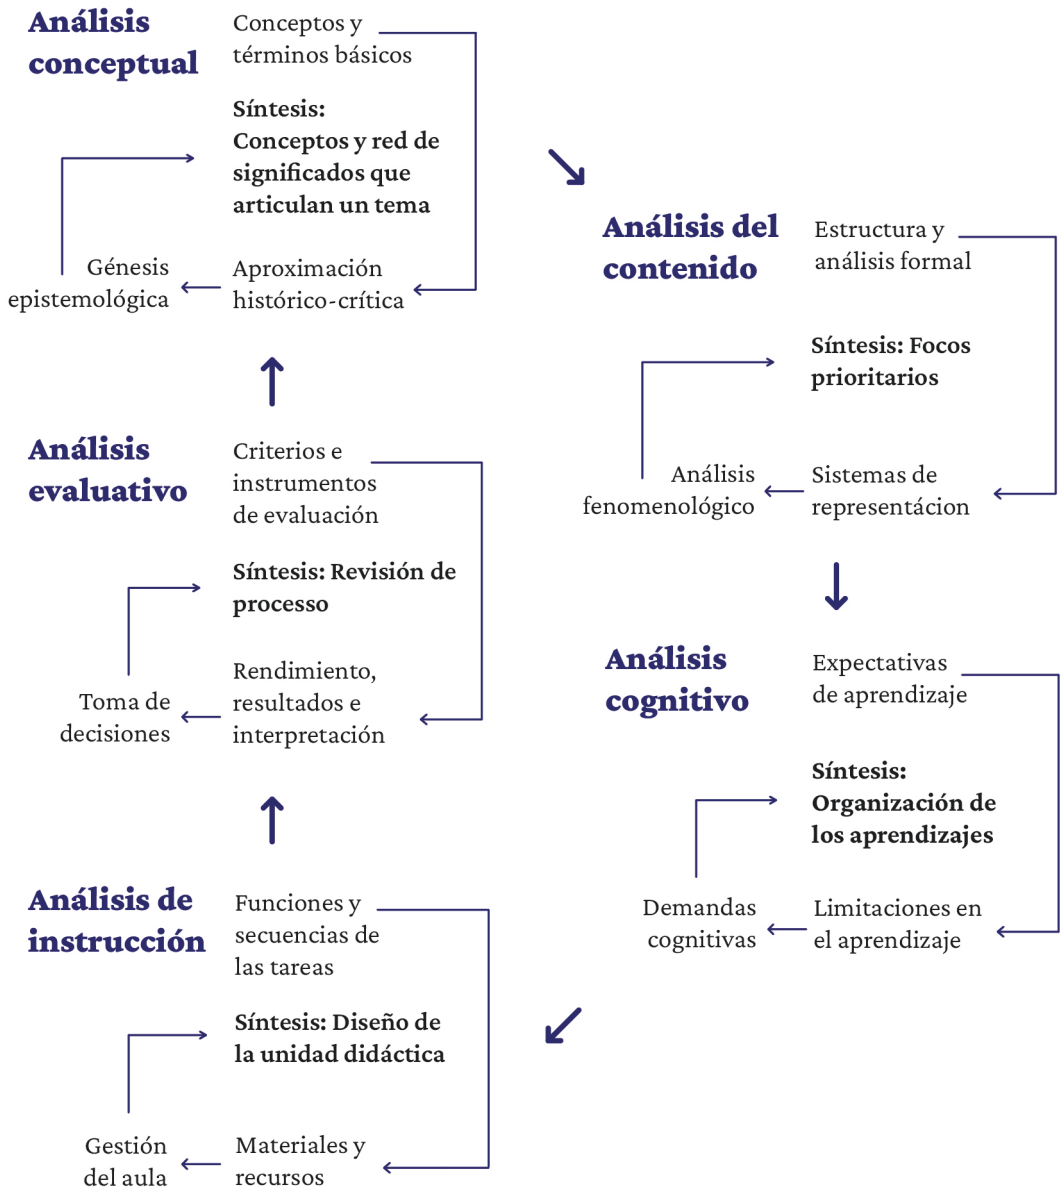 Análisis
conceptual
Conceptos y
términos básicos
Síntesis:
Conceptos y red de
significados que
articulan un tema
Génesis
epistemológica
Aproximación
histórico-crítica
Análisis del
contenido
Estructura y
análisis formal
Síntesis: Focos
prioritarios
Análisis
fenomenológico
Sistemas de
representácion
Análisis
cognitivo
Expectativas
de aprendizaje
Síntesis:
Organización de
los aprendizajes
Demandas
cognitivas
Limitaciones en
el aprendizaje
Análisis de
instrucción
Funciones y
secuencias de
las tareas
Síntesis: Diseño de
la unidad didáctica
Gestión
del aula
Materiales y
recursos
Análisis
evaluativo
Criterios e
instrumentos
de evaluación
Síntesis: Revisión de
processo
Toma de
decisiones
Rendimiento,
resultados e
interpretación